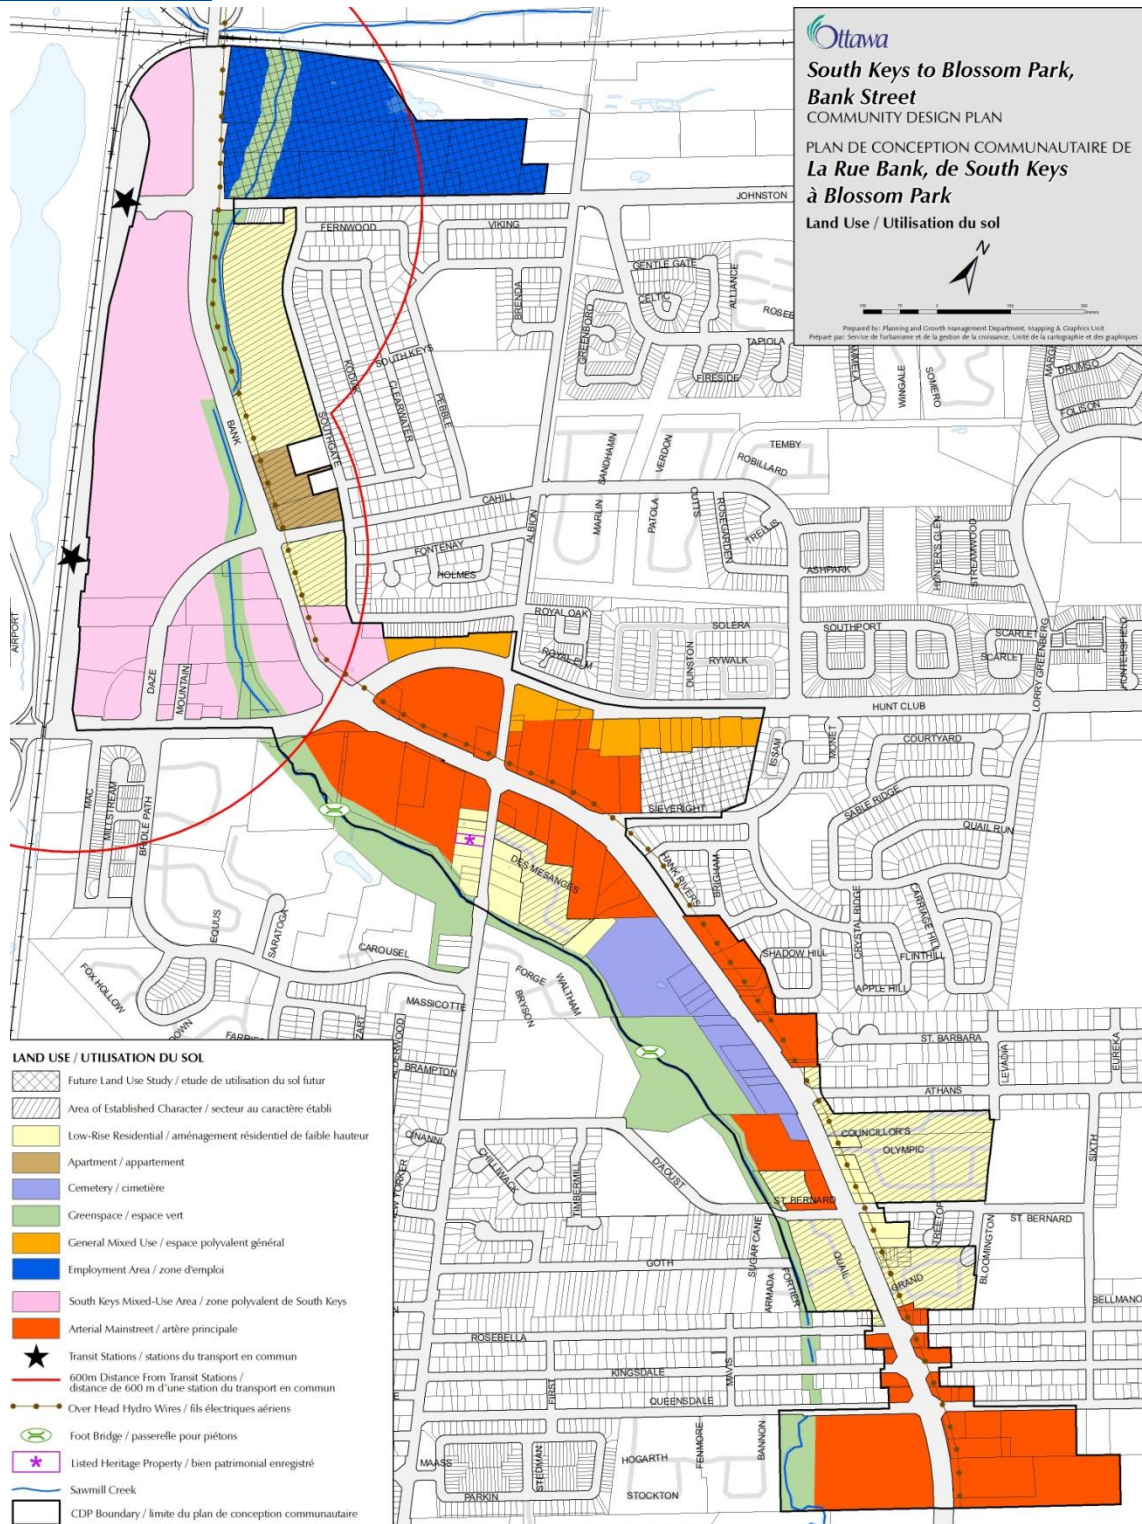 Ottawa
South Keys to Blossom Park,
Bank Street
COMMUNITY DESIGN PLAN
PLAN DE CONCEPTION COMMUNAUTAIRE DE
La Rue Bank, de South Keys
à Blossom Park
Land Use / Utilisation du sol
N
Prepared by: Planning and Growth Management Department, Mapping & Graphics Unit
Préparé par: Service de l'urbanisme et de la gestion de la croissance, Unité de la cartographie et des graphiques
JOHNSTON
FERNWOOD
VIKING
BRENDA
GENTLE GATE
CELTIC
ALLIANCE
GREENBORO
TAPIOLA
FIRESIDE
WINGALE
SOMERO
DRUMSO
FOLISON
SOUTH KEYS
KODIAK
CLEARWATER
PEBBLE
SOUTHGATE
BANK
SANDHAMN
VERDON
TEMBY
ROBILLARD
CAHILL
ALBION
MARLIN
PATOLA
CUTTS
ROSEGARDEN
TRELLIS
FONTENAY
HOLMES
ASHPARK
HUNTER'S GLEN
STREAMWOOD
ROYAL OAK
SOLERA
SOUTHPORT
SCARLET
SCARLET
ROYAL ELM
DUNSTON
RYWALK
LORRY GREENBERG
HUNTERSFIELD
AIRPORT
DAZE
MOUNTAIN
HUNT CLUB
ISSAM
MONET
COURTYARD
MAC
MILLSTREAM
BRIDLE PATH
SIEVERIGHT
SABLE RIDGE
QUAIL RUN
HANK RIVERS
BRIGHAM
DES MESANGES
CRYSTAL RIDGE
CARRIAGE HILL
EQUUS
SARATOGA
CAROUSEL
SHADOW HILL
FLINTHILL
APPLE HILL
FOX HOLLOW
FORGE
WALTHAM
BRYSON
MASSICOTTE
ST. BARBARA
LEVADIA
EUREKA
BRAMPTON
ATHANS
COUNCILLOR'S
OLYMPIC
SIXTH
CHILLIWACK
TIMBERMILL
D'AOUST
ST. BERNARD
TREETOP
ST. BERNARD
NEW YORKER
SUGAR CANE
GOTH
QUAIL
GRAND
BLOOMINGTON
ARMADA
FORTIER
ROSEBELLA
KINGSDALE
MAVIS
QUEENSDALE
FIRST
MAASS
STEDMAN
HOGARTH
FENMORE
BANNON
PARKIN
STOCKTON
LAND USE / UTILISATION DU SOL
Future Land Use Study / etude de utilisation du sol futur
Area of Established Character / secteur au caractère établi
Low-Rise Residential / aménagement résidentiel de faible hauteur
Apartment / appartement
Cemetery / cimetière
Greenspace / espace vert
General Mixed Use / espace polyvalent général
Employment Area / zone d'emploi
South Keys Mixed-Use Area / zone polyvalent de South Keys
Arterial Mainstreet / artère principale
Transit Stations / stations du transport en commun
600m Distance From Transit Stations /
distance de 600 m d'une station du transport en commun
Over Head Hydro Wires / fils électriques aériens
Foot Bridge / passerelle pour piétons
Listed Heritage Property / bien patrimonial enregistré
Sawmill Creek
CDP Boundary / limite du plan de conception communautaire